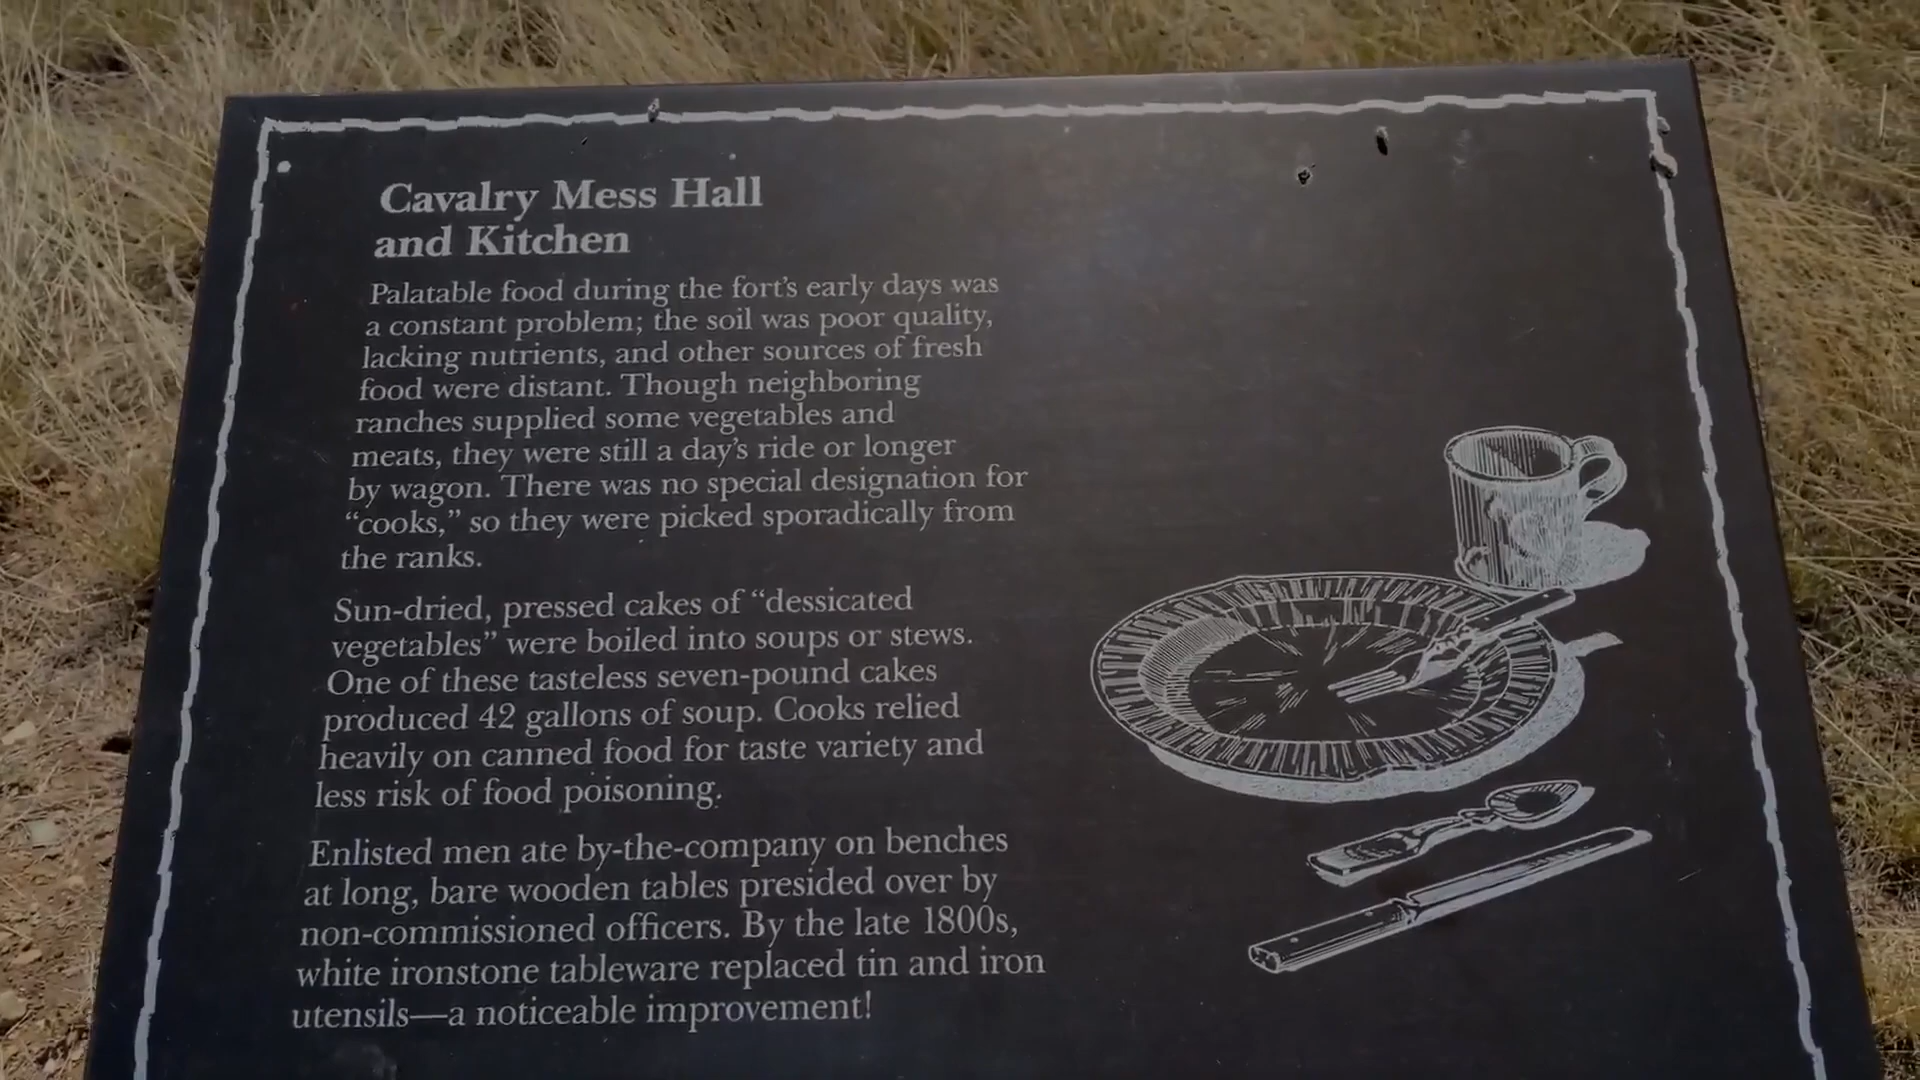 Cavalry Mess Hall
and Kitchen
Palatable food during the fort's early days was
a constant problem; the soil was poor quality,
lacking nutrients, and other sources of fresh
food were distant. Though neighboring
ranches supplied some vegetables and
meats, they were still a day's ride or longer
by wagon. There was no special designation for
“cooks,” so they were picked sporadically from
the ranks.
Sun-dried, pressed cakes of “dessicated
vegetables” were boiled into soups or stews.
One of these tasteless seven-pound cakes
produced 42 gallons of soup. Cooks relied
heavily on canned food for taste variety and
less risk of food poisoning.
Enlisted men ate by-the-company on benches
at long, bare wooden tables presided over by
non-commissioned officers. By the late 1800s,
white ironstone tableware replaced tin and iron
utensils—a noticeable improvement!